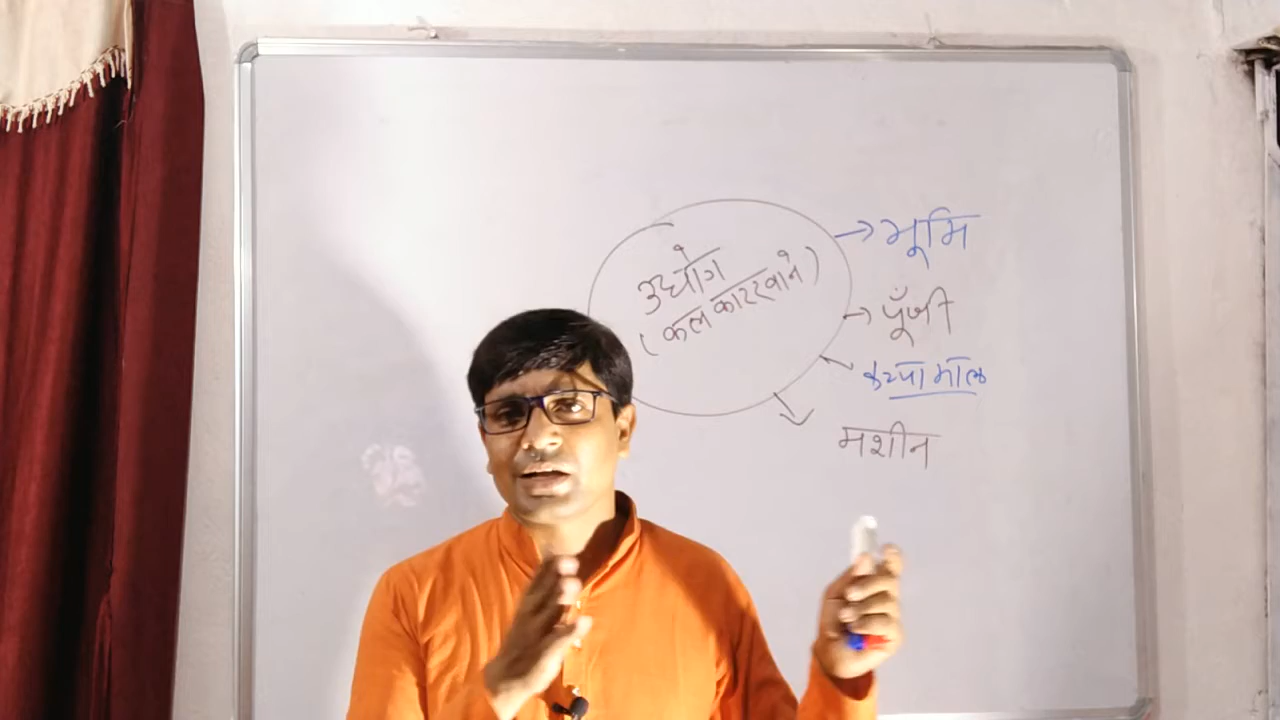 उद्योग
(कल कारखाने)
भूमि
पूँजी
कच्चा माल
मशीन